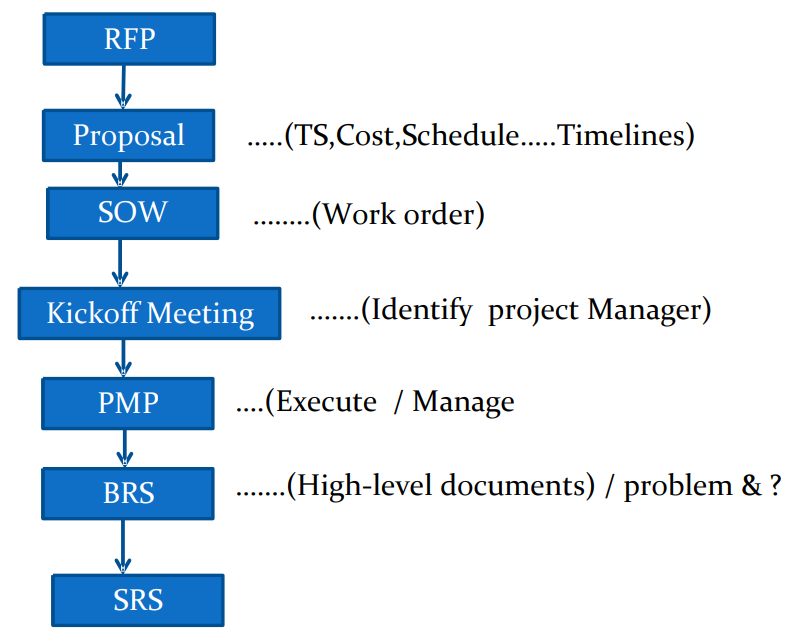 RFP
Proposal .....(TS,Cost,Schedule.....Timelines)
SOW ........(Work order)
Kickoff Meeting .......(Identify project Manager)
PMP ....(Execute / Manage
BRS .......(High-level documents) / problem & ?
SRS